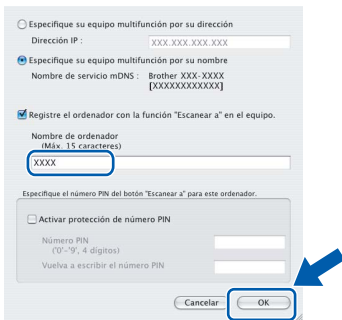 Especifique su equipo multifunción por su dirección
Dirección IP : XXX.XXX.XXX.XXX
Especifique su equipo multifunción por su nombre
Nombre de servicio mDNS : Brother XXX-XXXX
[XXXXXXXXXXXX]
Registre el ordenador con la función "Escanear a" en el equipo.
Nombre de ordenador
(Máx. 15 caracteres)
XXXX
Especifique el número PIN del botón "Escanear a" para este ordenador.
Activar protección de número PIN
Número PIN
('0'-'9', 4 dígitos)
Vuelva a escribir el número PIN
Cancelar OK